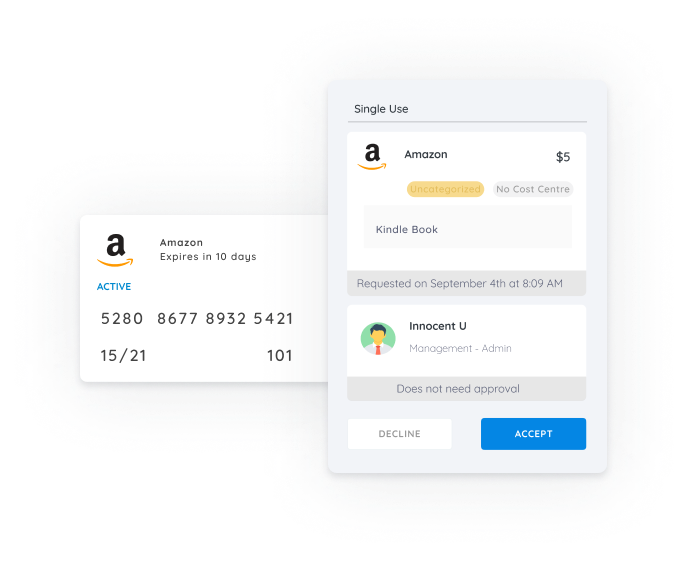 Single Use
a
Amazon
$5
Uncategorized
No Cost Centre
Kindle Book
Requested on September 4th at 8:09 AM
Innocent U
Management - Admin
Does not need approval
DECLINE
ACCEPT
a
Amazon
Expires in 10 days
ACTIVE
5280 8677 8932 5421
15/21
101